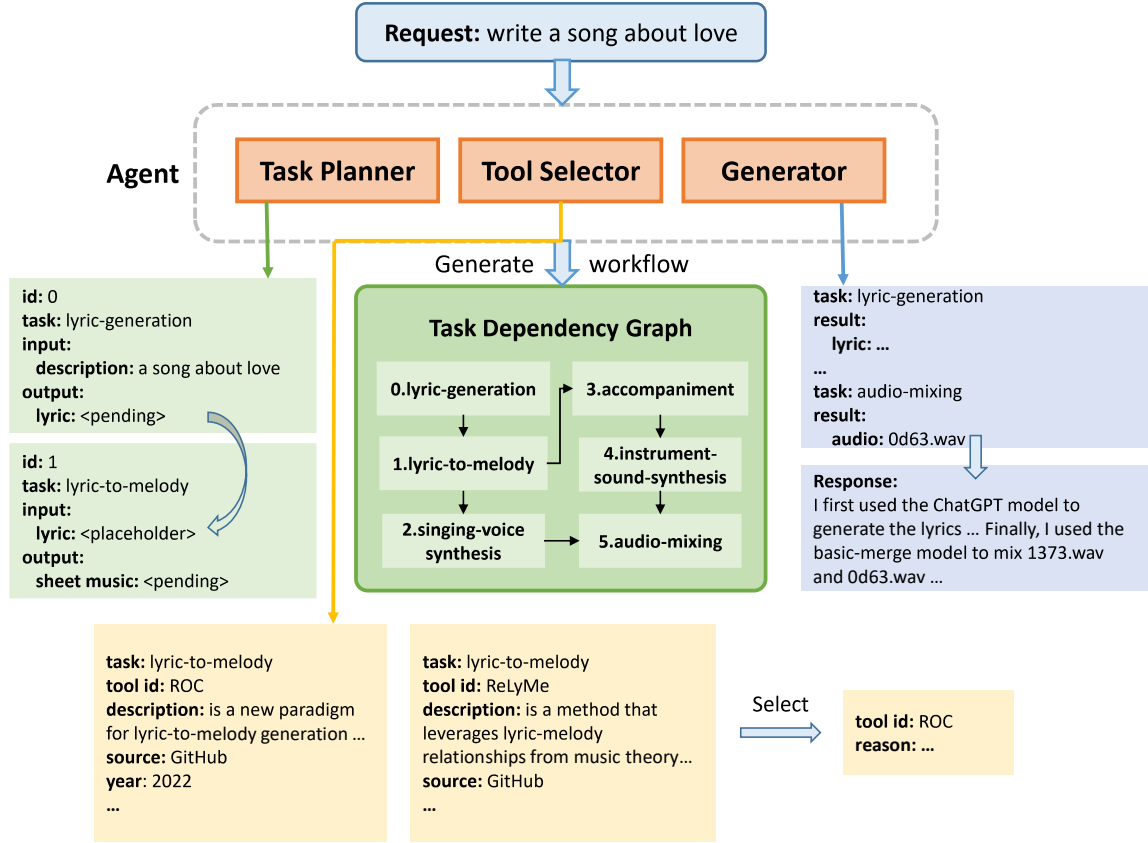 Request: write a song about love
Agent
Task Planner
Tool Selector
Generator
Generate workflow
id: 0
task: lyric-generation
input:
description: a song about love
output:
lyric: <pending>
id: 1
task: lyric-to-melody
input:
lyric: <placeholder>
output:
sheet music: <pending>
Task Dependency Graph
0.lyric-generation
1.lyric-to-melody
2.singing-voice
synthesis
3.accompaniment
4.instrument-
sound-synthesis
5.audio-mixing
task: lyric-generation
result:
lyric: ...
...
task: audio-mixing
result:
audio: 0d63.wav
Response:
I first used the ChatGPT model to
generate the lyrics ... Finally, I used the
basic-merge model to mix 1373.wav
and 0d63.wav ...
task: lyric-to-melody
tool id: ROC
description: is a new paradigm
for lyric-to-melody generation ...
source: GitHub
year: 2022
...
task: lyric-to-melody
tool id: ReLyMe
description: is a method that
leverages lyric-melody
relationships from music theory...
source: GitHub
...
Select
tool id: ROC
reason: ...